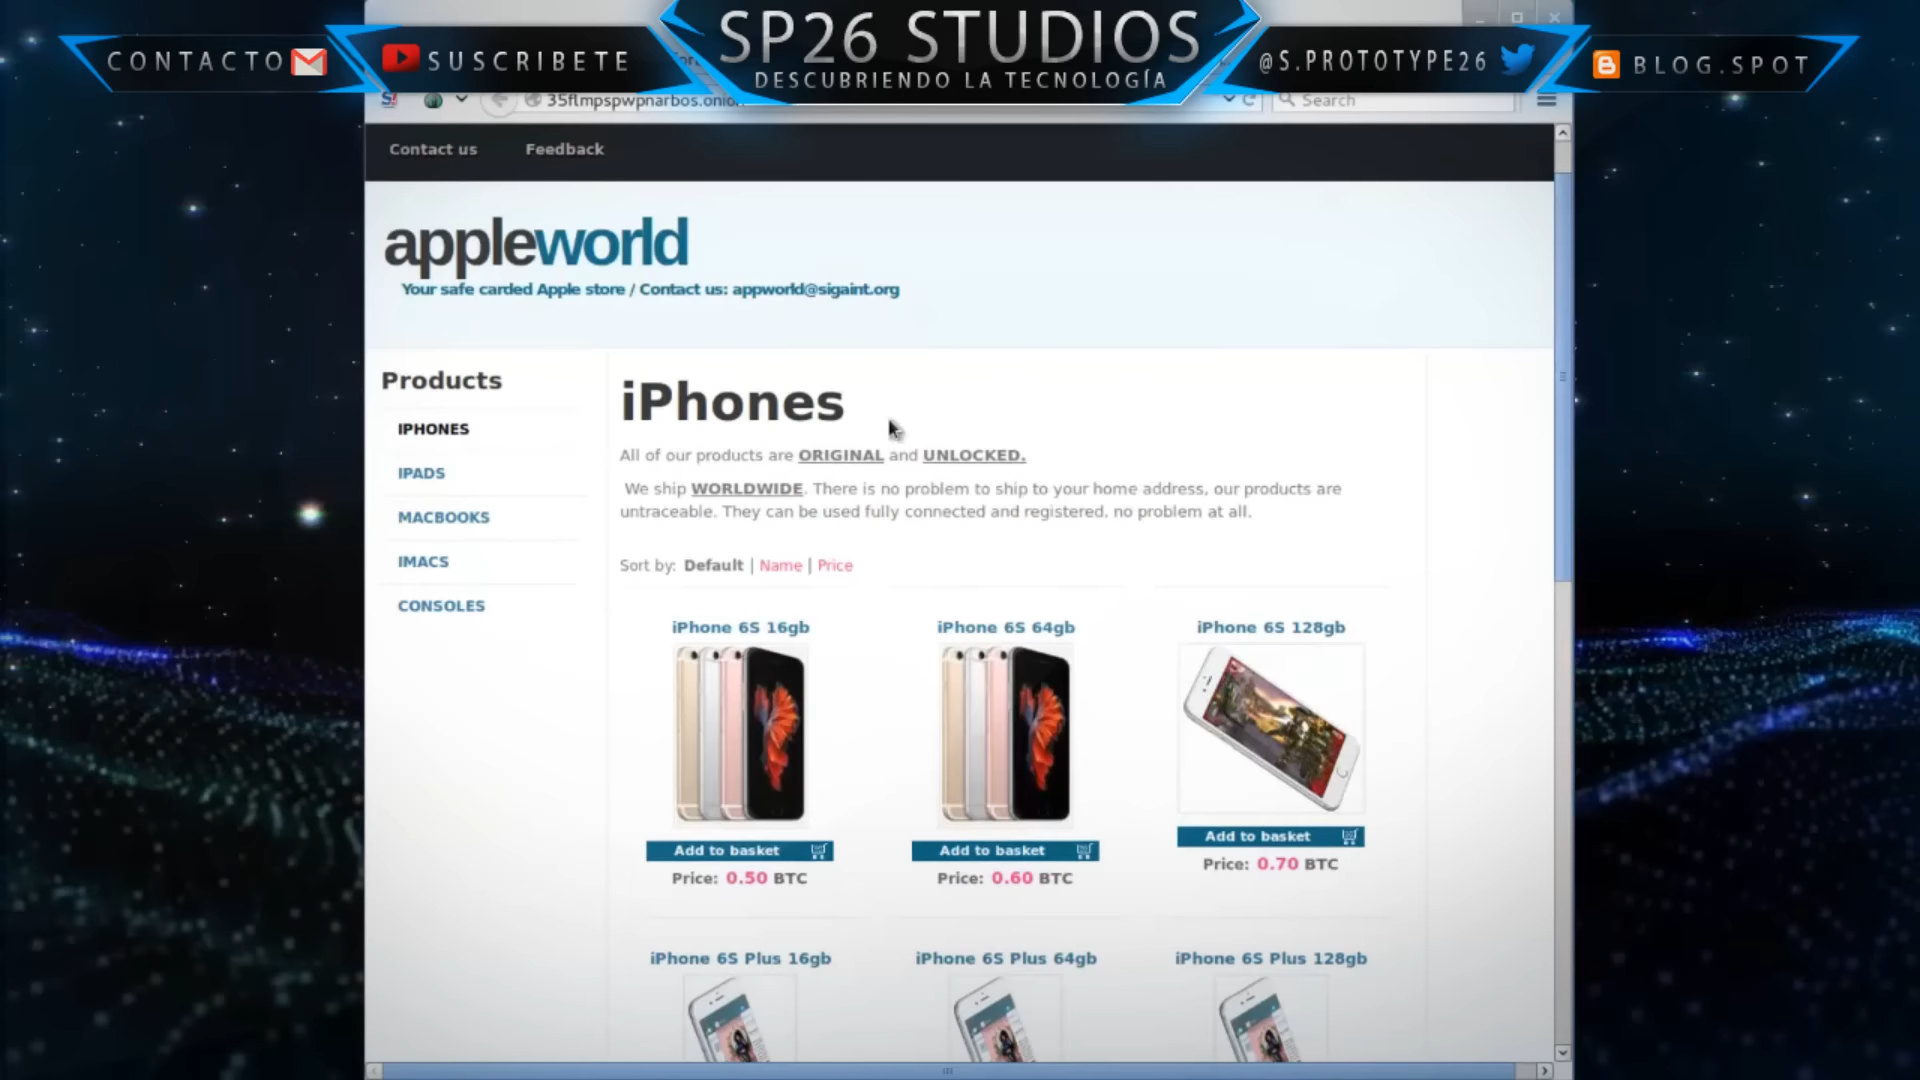 CONTACTO
SUSCRIBETE
SP26 STUDIOS
DESCUBRIENDO LA TECNOLOGÍA
@S.PROTOTYPE26
BLOG.SPOT
35flmpspwpnarbos.onion
Search
Contact us
Feedback
appleworld
Your safe carded Apple store / Contact us: appworld@sigaint.org
Products
IPHONES
IPADS
MACBOOKS
IMACS
CONSOLES
iPhones
All of our products are ORIGINAL and UNLOCKED.
We ship WORLDWIDE. There is no problem to ship to your home address, our products are
untraceable. They can be used fully connected and registered, no problem at all.
Sort by: Default | Name | Price
iPhone 6S 16gb
iPhone 6S 64gb
iPhone 6S 128gb
Add to basket
Add to basket
Add to basket
Price: 0.50 BTC
Price: 0.60 BTC
Price: 0.70 BTC
iPhone 6S Plus 16gb
iPhone 6S Plus 64gb
iPhone 6S Plus 128gb